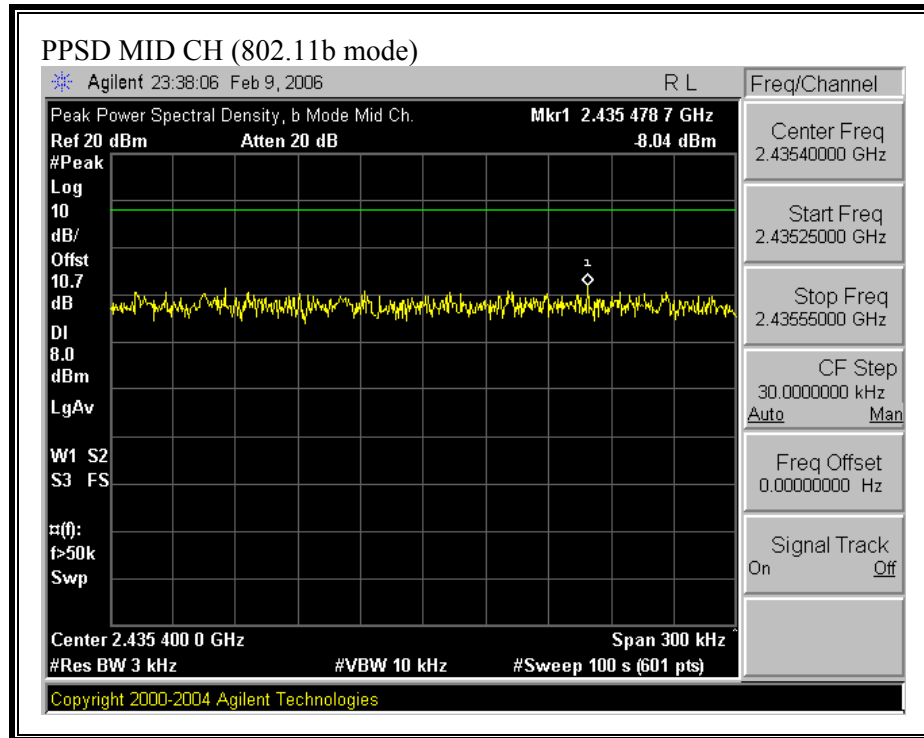 PPSD MID CH (802.11b mode)
Agilent 23:38:06 Feb 9, 2006 R L
Peak Power Spectral Density, b Mode Mid Ch. Mkr1 2.435 478 7 GHz
Ref 20 dBm Atten 20 dB -8.04 dBm
#Peak
Log
10
dB/
Offst
10.7
dB
DI
8.0
dBm
LgAv
W1 S2
S3 FS
¤(f):
f>50k
Swp
1
Center 2.435 400 0 GHz Span 300 kHz
#Res BW 3 kHz #VBW 10 kHz #Sweep 100 s (601 pts)
Copyright 2000-2004 Agilent Technologies
Freq/Channel
Center Freq
2.43540000 GHz
Start Freq
2.43525000 GHz
Stop Freq
2.43555000 GHz
CF Step
30.0000000 kHz
Auto Man
Freq Offset
0.00000000 Hz
Signal Track
On Off